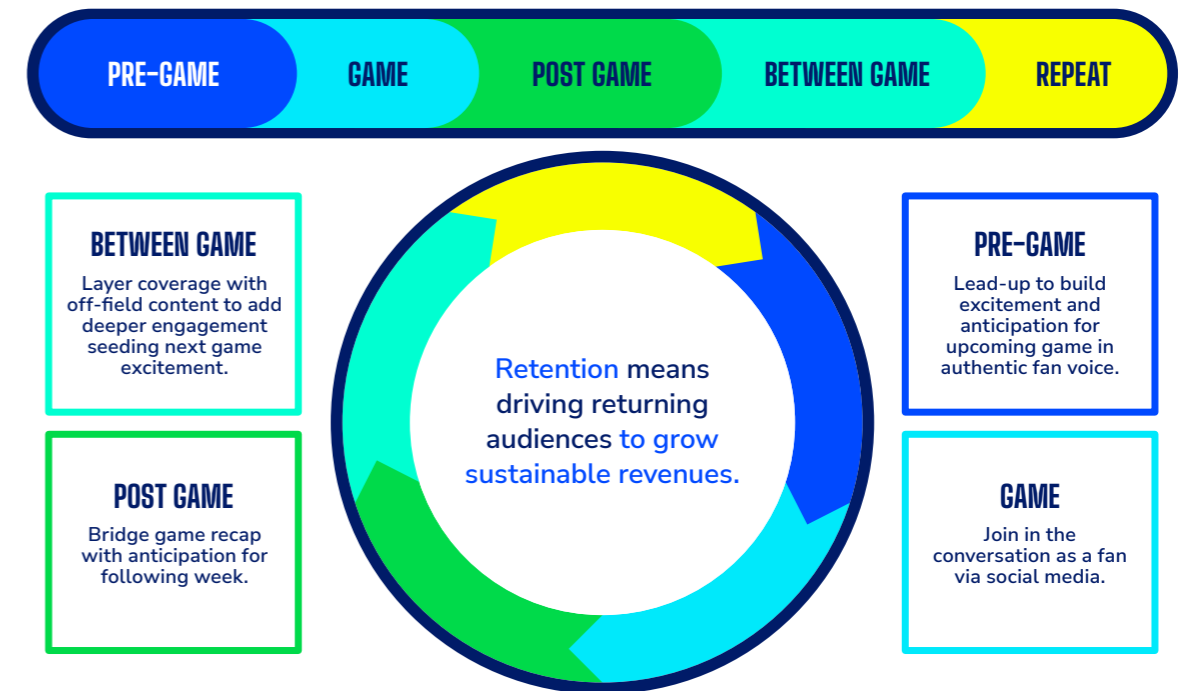 PRE-GAME
GAME
POST GAME
BETWEEN GAME
REPEAT
BETWEEN GAME
Layer coverage with
off-field content to add
deeper engagement
seeding next game
excitement.
POST GAME
Bridge game recap
with anticipation for
following week.
Retention means
driving returning
audiences to grow
sustainable revenues.
PRE-GAME
Lead-up to build
excitement and
anticipation for
upcoming game in
authentic fan voice.
GAME
Join in the
conversation as a fan
via social media.